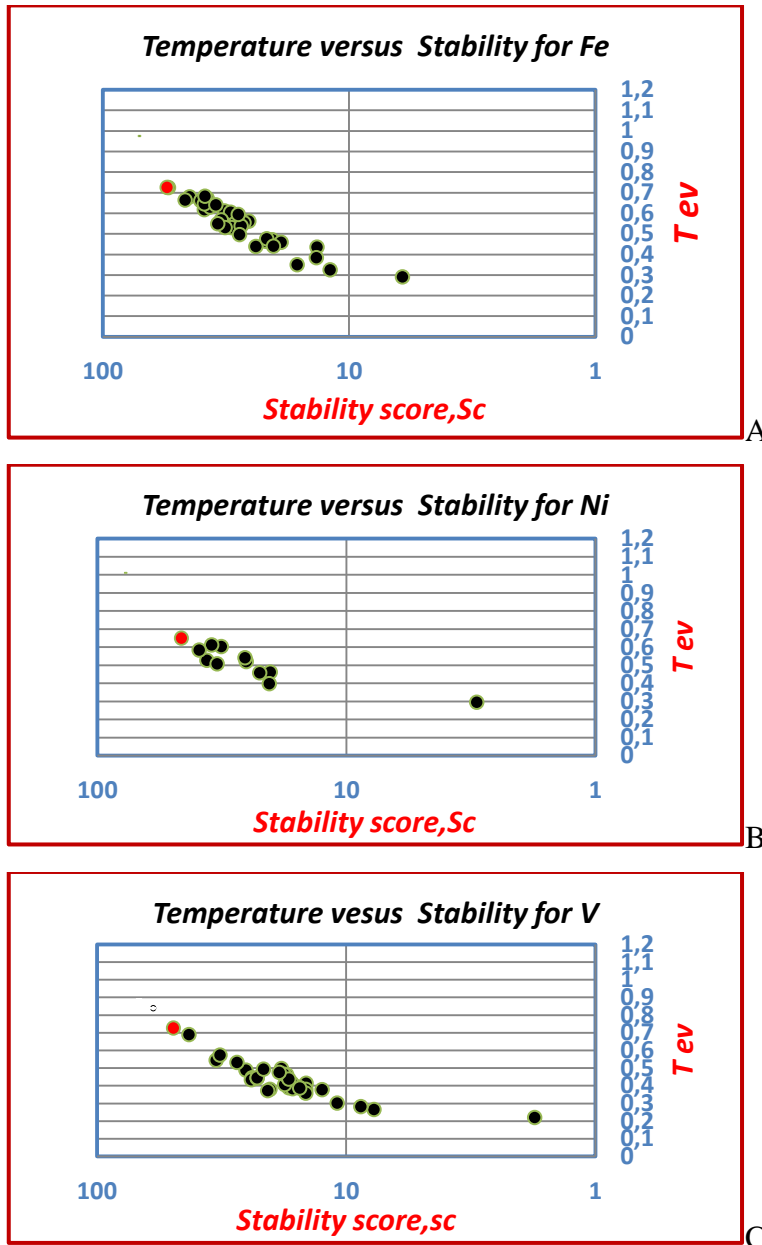 Temperature versus Stability for Fe
1,2
1,1
1
0,9
0,8
0,7
0,6
0,5
0,4
0,3
0,2
0,1
0
T ev
100 10 1
Stability score,Sc
A
Temperature versus Stability for Ni
1,2
1,1
1
0,9
0,8
0,7
0,6
0,5
0,4
0,3
0,2
0,1
0
T ev
100 10 1
Stability score,Sc
B
Temperature vesus Stability for V
1,2
1,1
1
0,9
0,8
0,7
0,6
0,5
0,4
0,3
0,2
0,1
0
T ev
100 10 1
Stability score,sc
C